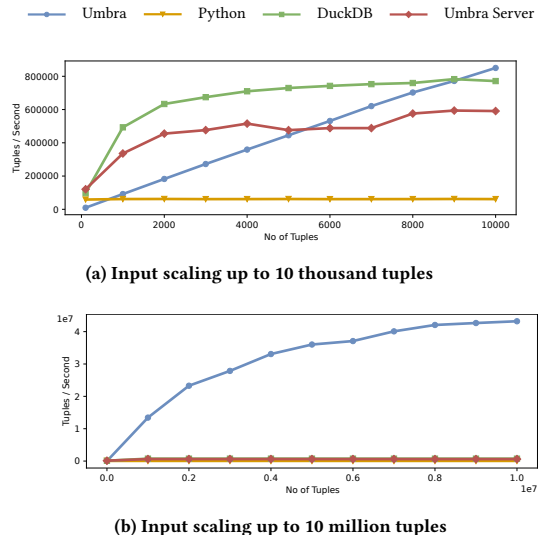 Umbra Python DuckDB Umbra Server
800000
600000
400000
200000
0
Tuples / Second
0 2000 4000 6000 8000 10000
No of Tuples
(a) Input scaling up to 10 thousand tuples
1e7
4
3
2
1
0
Tuples / Second
0.0 0.2 0.4 0.6 0.8 1.0
1e7
No of Tuples
(b) Input scaling up to 10 million tuples